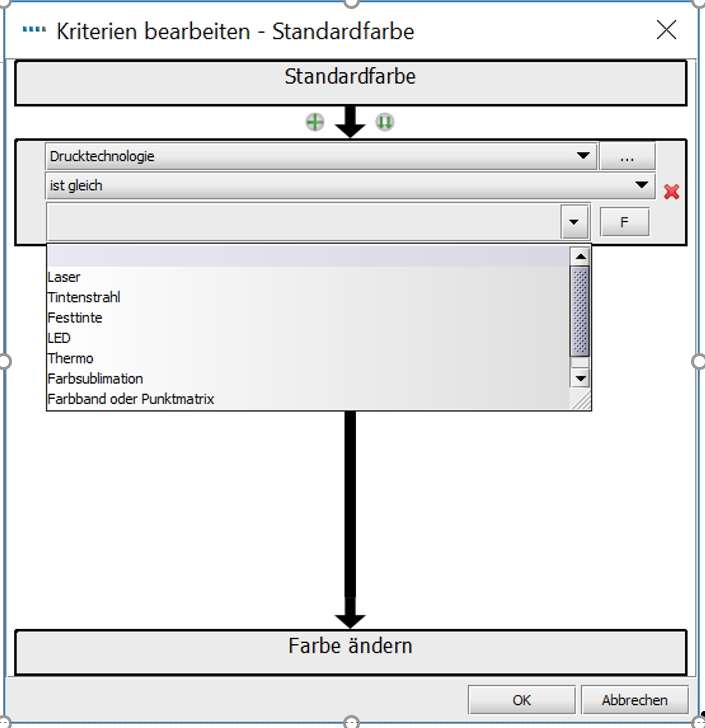 Kriterien bearbeiten - Standardfarbe
Standardfarbe
Drucktechnologie
...
ist gleich
F
Laser
Tintenstrahl
Festtinte
LED
Thermo
Farbsublimation
Farbband oder Punktmatrix
Farbe ändern
OK
Abbrechen